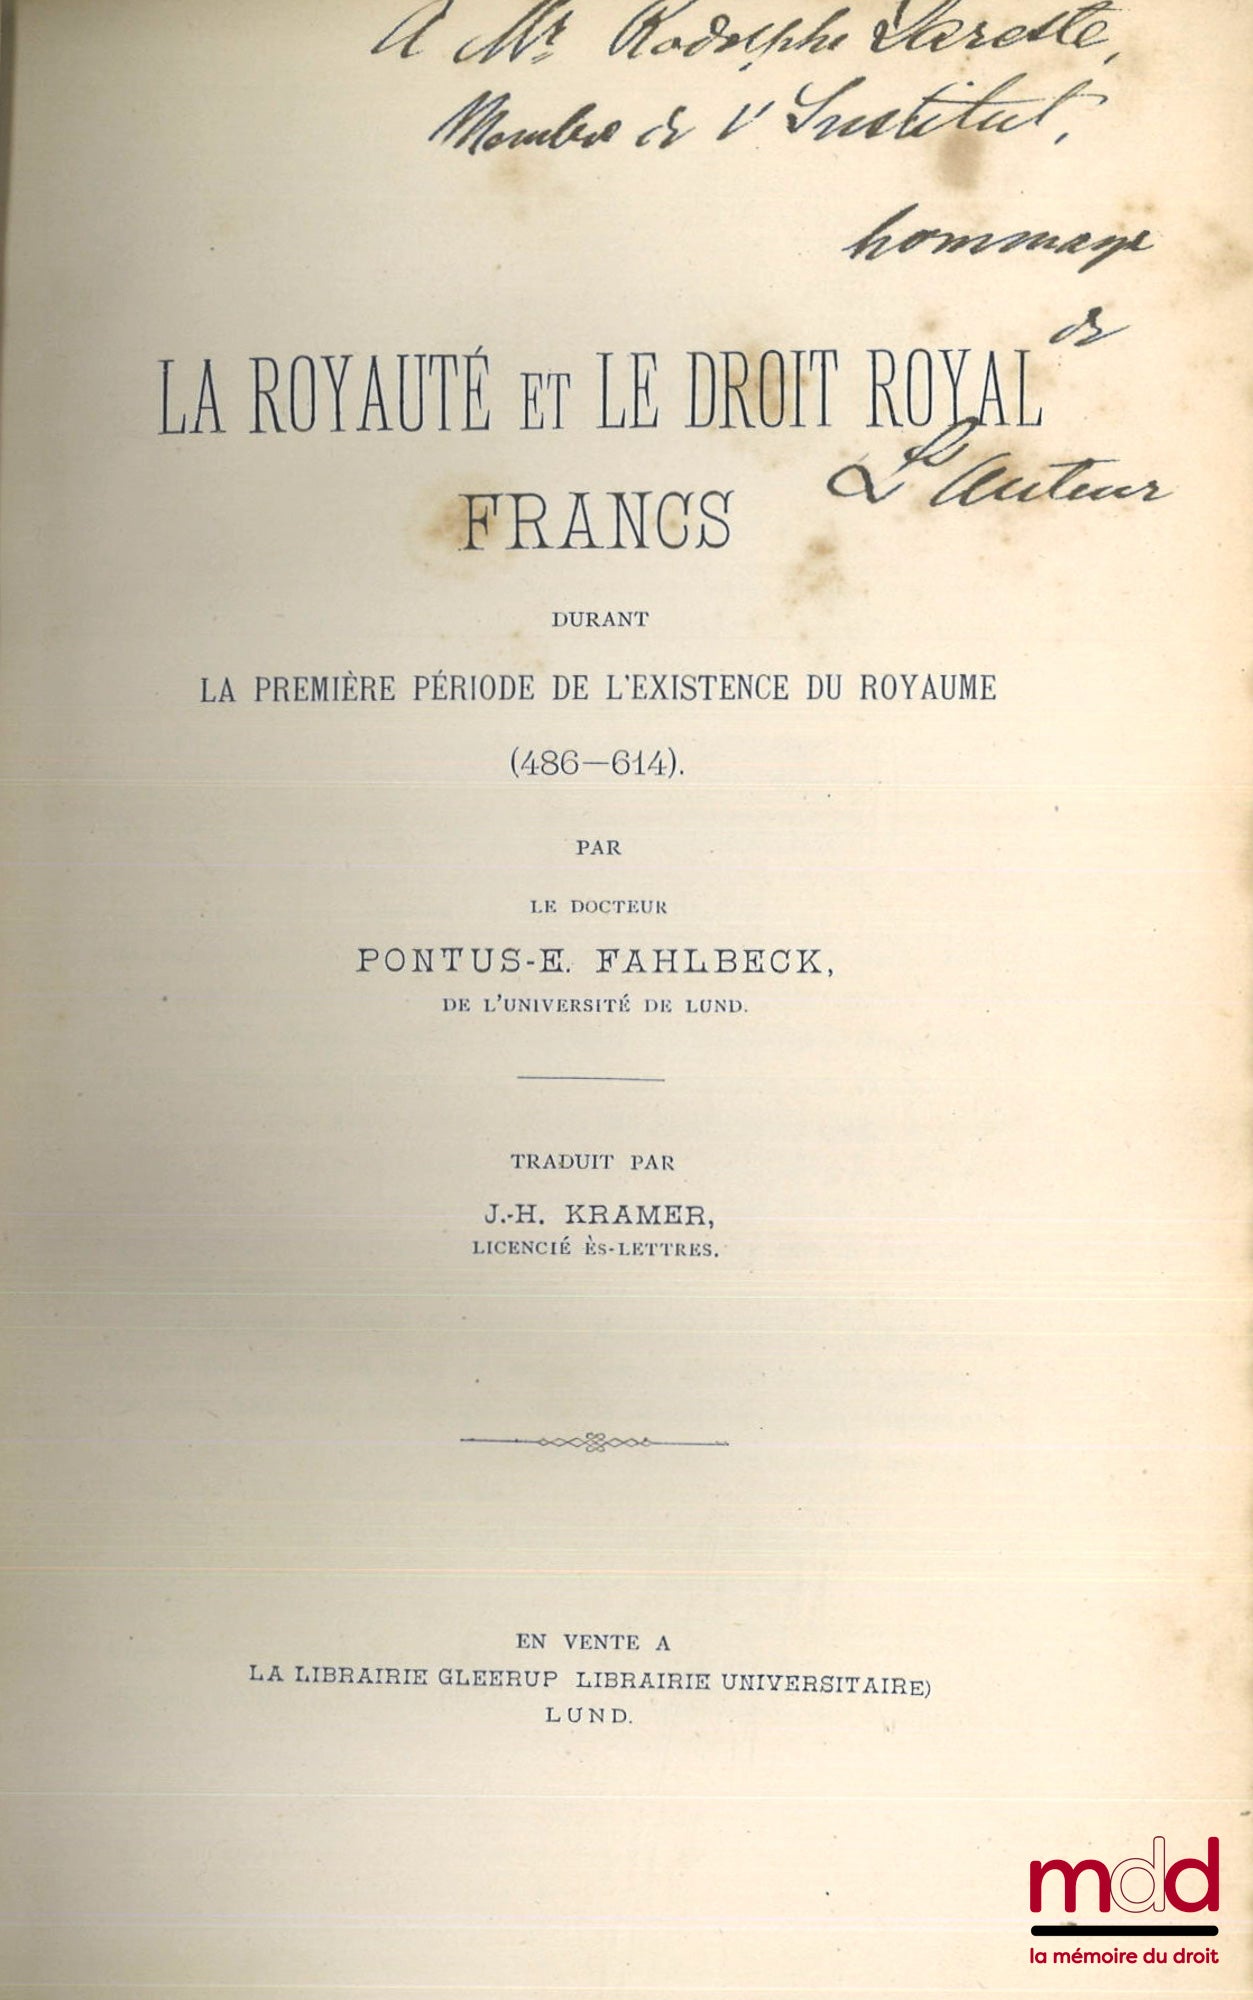 A Mr Rodolphe Dareste,
Membre de l'Institut,
hommage
de
L'auteur
LA ROYAUTÉ ET LE DROIT ROYAL
FRANCS
DURANT
LA PREMIÈRE PÉRIODE DE L'EXISTENCE DU ROYAUME
(486—614).
PAR
LE DOCTEUR
PONTUS-E. FAHLBECK,
DE L'UNIVERSITÉ DE LUND.
TRADUIT PAR
J.-H. KRAMER,
LICENCIÉ ÈS-LETTRES.
EN VENTE A
LA LIBRAIRIE GLEERUP LIBRAIRIE UNIVERSITAIRE)
LUND.
mdd
la mémoire du droit